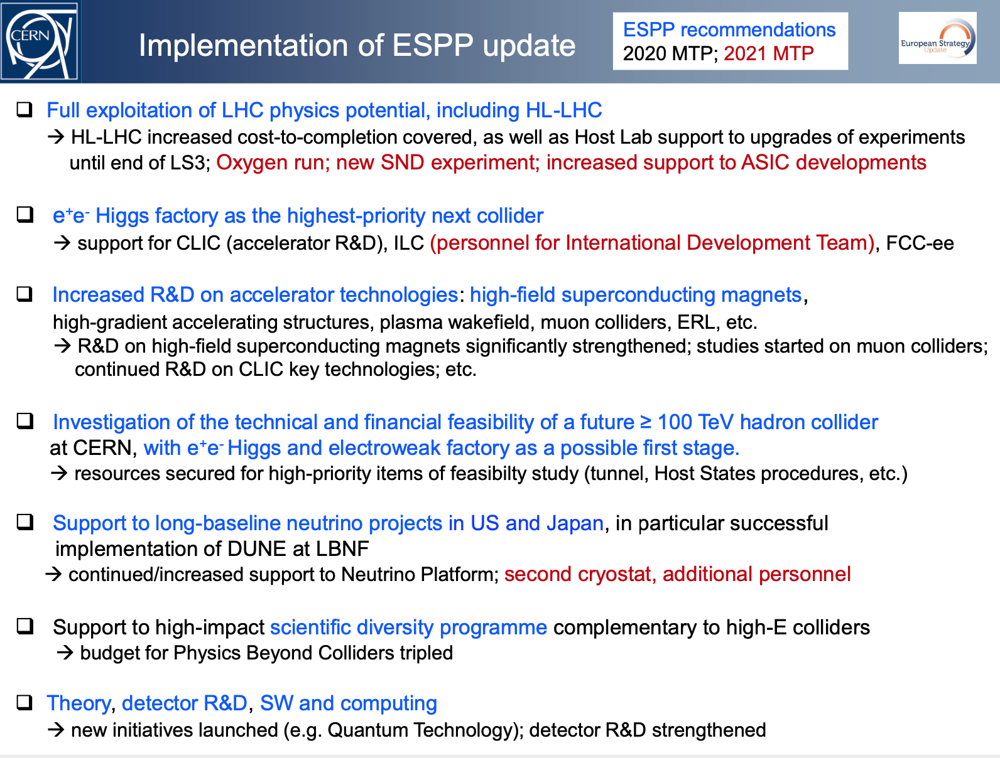 CERN
Implementation of ESPP update
ESPP recommendations
2020 MTP; 2021 MTP
European Strategy
Update
❑ Full exploitation of LHC physics potential, including HL-LHC
→ HL-LHC increased cost-to-completion covered, as well as Host Lab support to upgrades of experiments
until end of LS3; Oxygen run; new SND experiment; increased support to ASIC developments
❑ e⁺e⁻ Higgs factory as the highest-priority next collider
→ support for CLIC (accelerator R&D), ILC (personnel for International Development Team), FCC-ee
❑ Increased R&D on accelerator technologies: high-field superconducting magnets,
high-gradient accelerating structures, plasma wakefield, muon colliders, ERL, etc.
→ R&D on high-field superconducting magnets significantly strengthened; studies started on muon colliders;
continued R&D on CLIC key technologies; etc.
❑ Investigation of the technical and financial feasibility of a future ≥ 100 TeV hadron collider
at CERN, with e⁺e⁻ Higgs and electroweak factory as a possible first stage.
→ resources secured for high-priority items of feasibilty study (tunnel, Host States procedures, etc.)
❑ Support to long-baseline neutrino projects in US and Japan, in particular successful
implementation of DUNE at LBNF
→ continued/increased support to Neutrino Platform; second cryostat, additional personnel
❑ Support to high-impact scientific diversity programme complementary to high-E colliders
→ budget for Physics Beyond Colliders tripled
❑ Theory, detector R&D, SW and computing
→ new initiatives launched (e.g. Quantum Technology); detector R&D strengthened